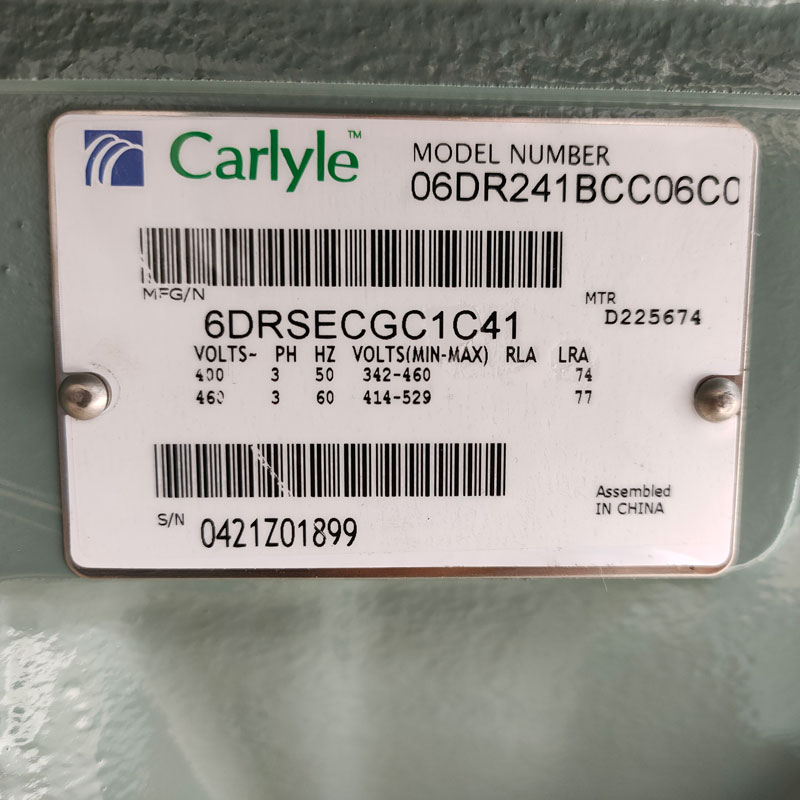 Carlyle™
MODEL NUMBER
06DR241BCC06C0
MFG/N
6DRSECGC1C41
MTR
D225674
VOLTS~ PH HZ VOLTS(MIN-MAX) RLA LRA
400 3 50 342-460 74
460 3 60 414-529 77
S/N 0421Z01899
Assembled
IN CHINA